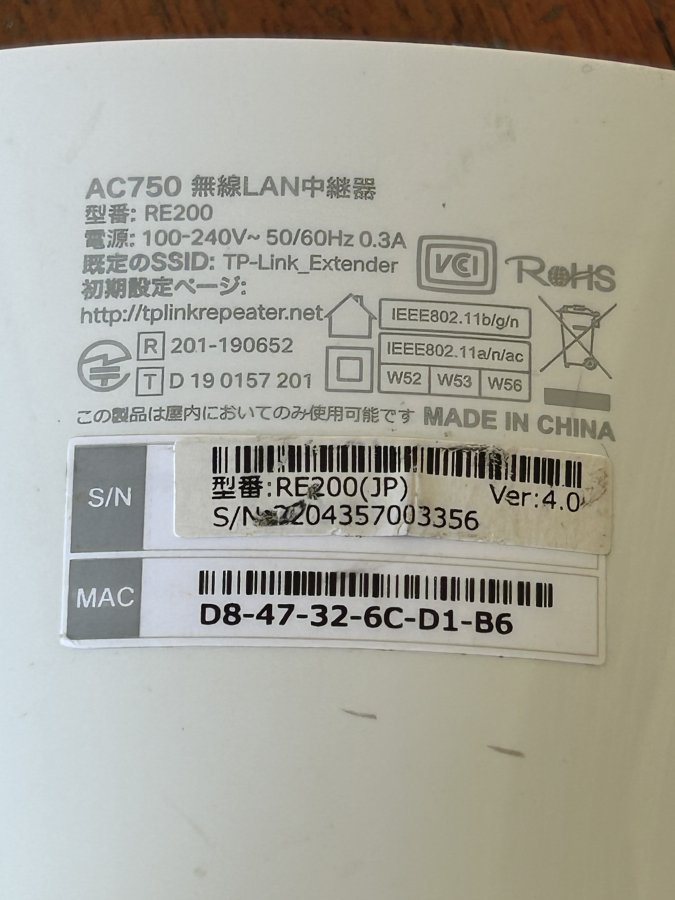 AC750 無線LAN中継器
型番: RE200
電源: 100-240V~ 50/60Hz 0.3A
既定のSSID: TP-Link_Extender
初期設定ページ:
http://tplinkrepeater.net
VCCI
RoHS
IEEE802.11b/g/n
IEEE802.11a/n/ac
W52 W53 W56
R 201-190652
T D 19 0157 201
この製品は屋内においてのみ使用可能です MADE IN CHINA
S/N
型番:RE200(JP) Ver:4.0
S/N 2204357003356
MAC
D8-47-32-6C-D1-B6